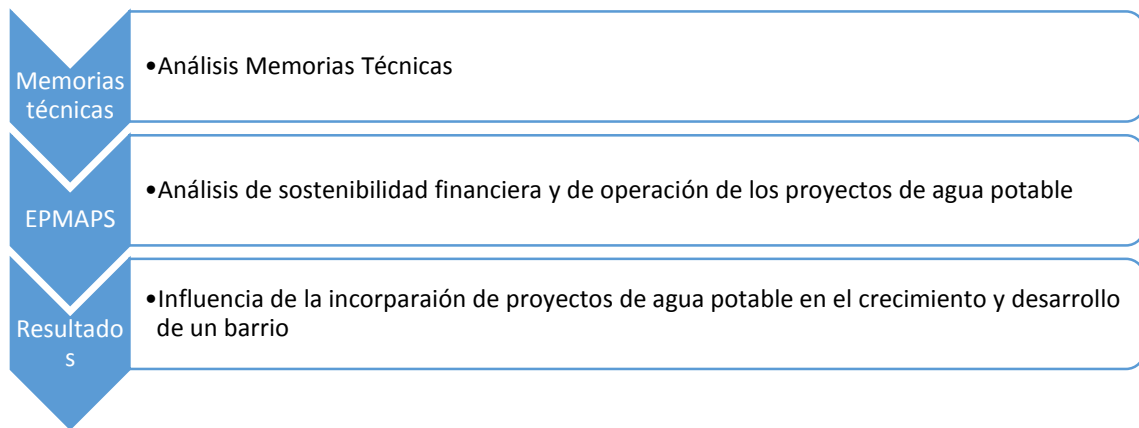 Memorias
técnicas
•Análisis Memorias Técnicas
EPMAPS
•Análisis de sostenibilidad financiera y de operación de los proyectos de agua potable
Resultado
s
•Influencia de la incorparaión de proyectos de agua potable en el crecimiento y desarrollo
de un barrio